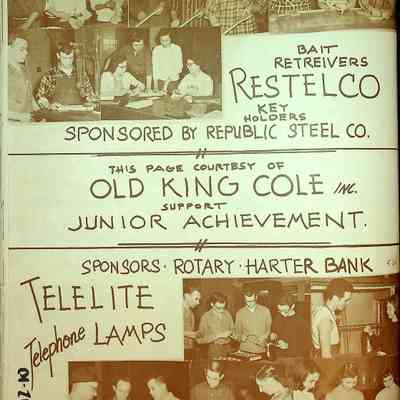 BAIT
RETREIVERS
RESTELCO
KEY
HOLDERS
SPONSORED BY REPUBLIC STEEL CO.
THIS PAGE COURTESY OF
OLD KING COLE INC.
SUPPORT
JUNIOR ACHIEVEMENT.
SPONSORS · ROTARY · HARTER BANK
TELELITE
Telephone LAMPS